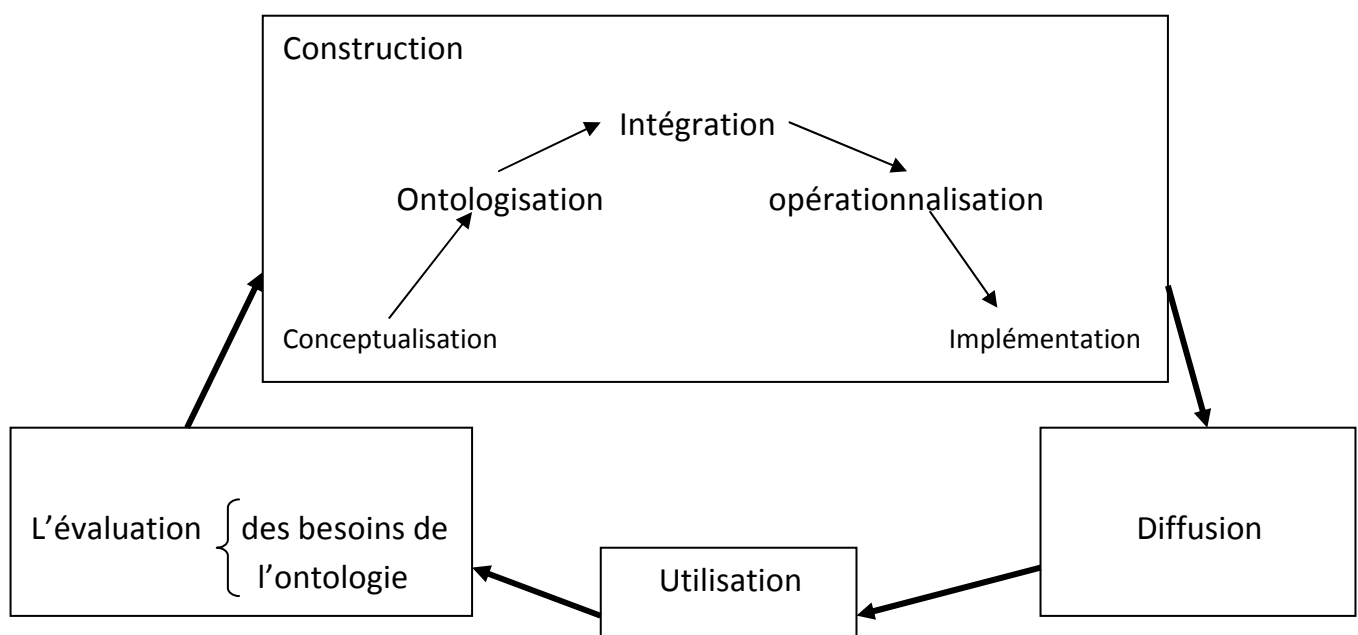 Construction
Intégration
Ontologisation
opérationnalisation
Conceptualisation
Implémentation
L’évaluation
des besoins de
l’ontologie
Utilisation
Diffusion